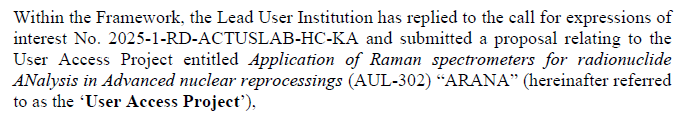 Within the Framework, the Lead User Institution has replied to the call for expressions of
interest No. 2025-1-RD-ACTUSLAB-HC-KA and submitted a proposal relating to the
User Access Project entitled Application of Raman spectrometers for radionuclide
ANalysis in Advanced nuclear reprocessings (AUL-302) “ARANA” (hereinafter referred
to as the ‘User Access Project’),